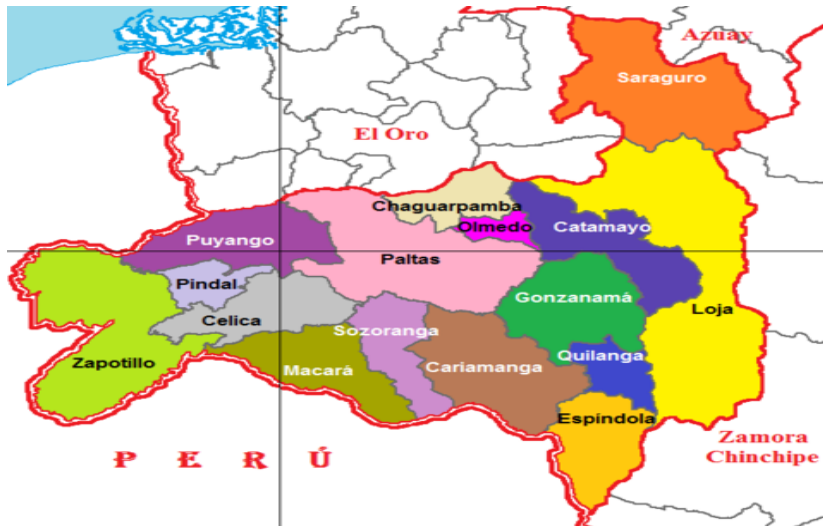 Azuay
Saraguro
El Oro
Chaguarpamba
Olmedo
Catamayo
Puyango
Paltas
Pindal
Gonzanamá
Loja
Celica
Sozoranga
Quilanga
Zapotillo
Macará
Cariamanga
Espíndola
Zamora
Chinchipe
P E R Ú